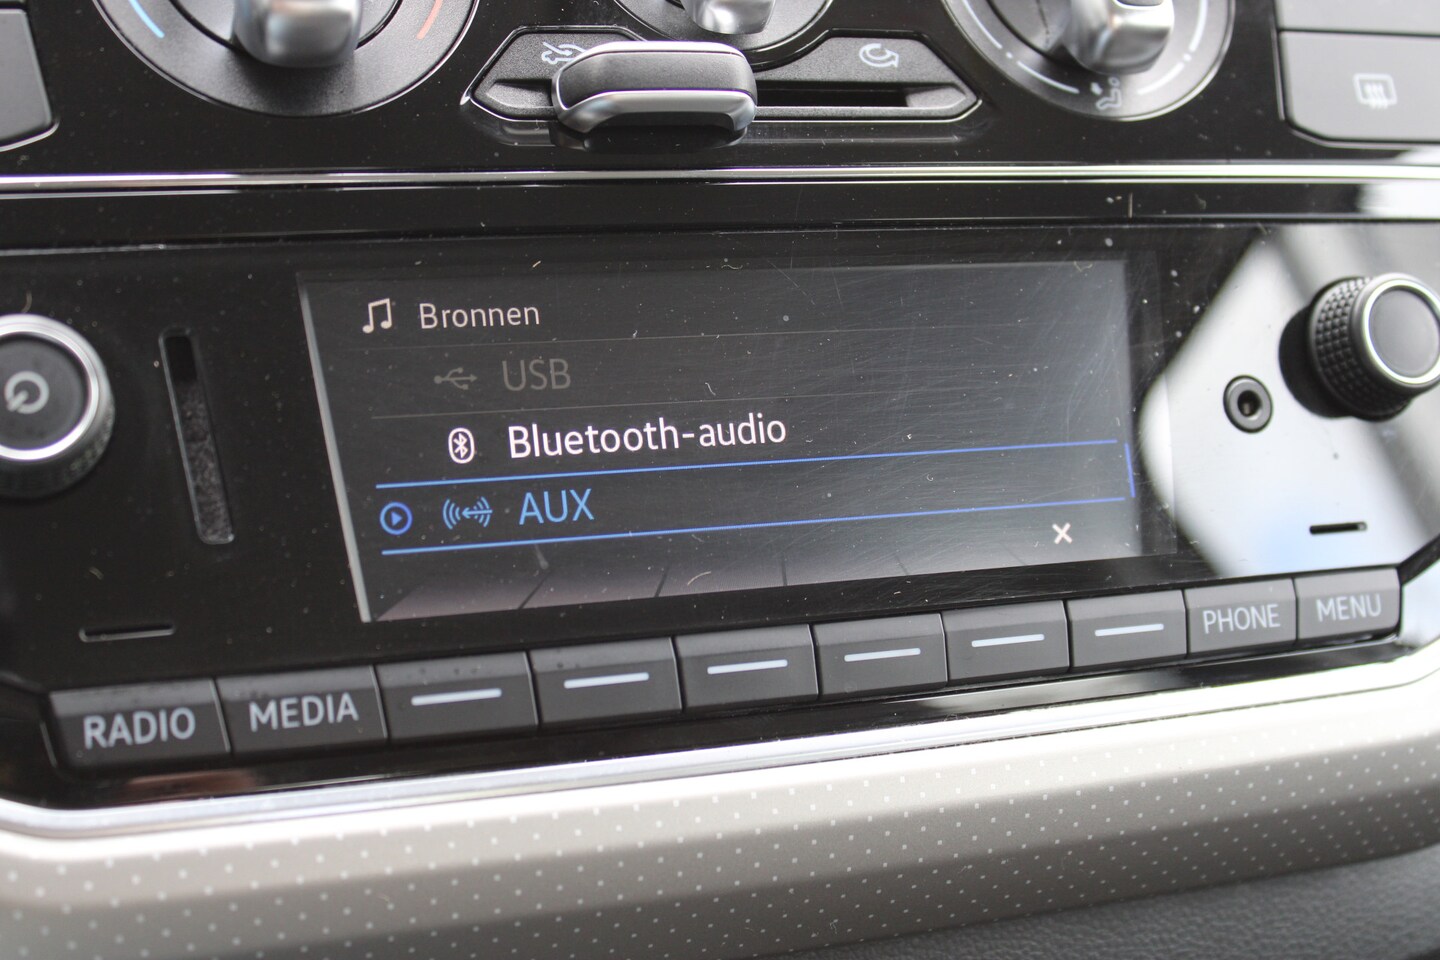 Bronnen
USB
Bluetooth-audio
AUX
RADIO
MEDIA
PHONE
MENU